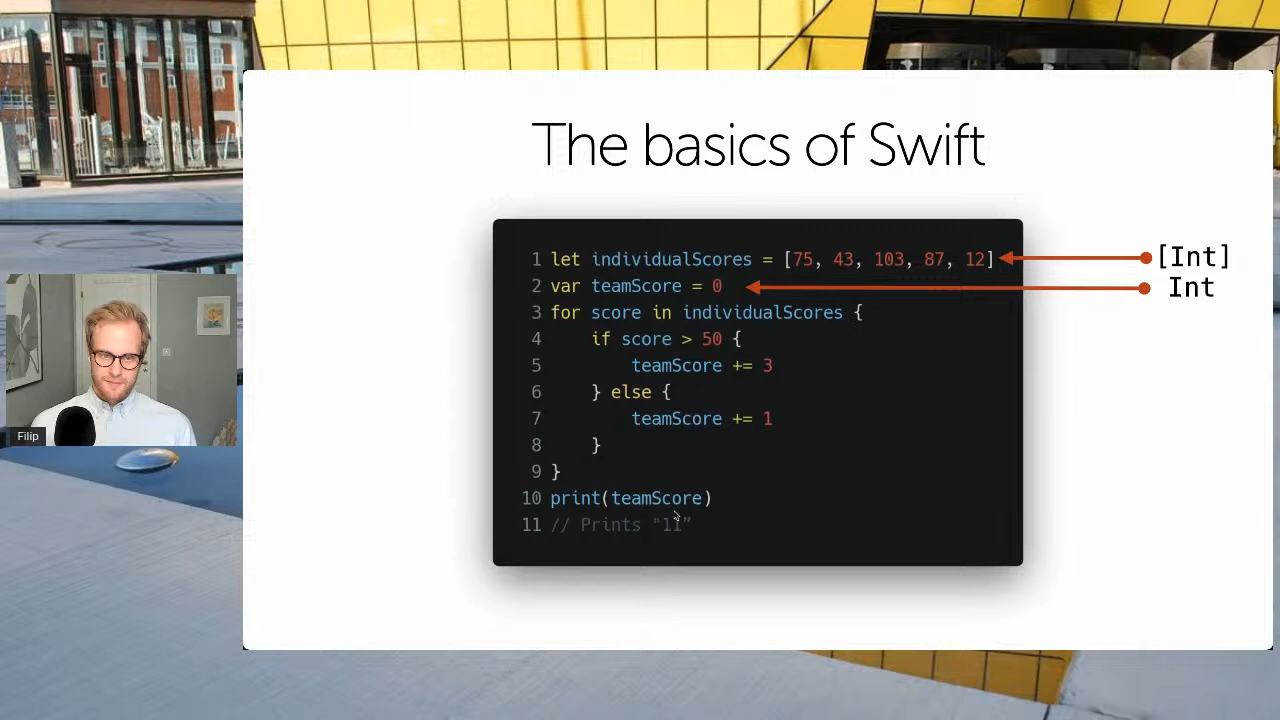 The basics of Swift
1 let individualScores = [75, 43, 103, 87, 12]
[Int]
2 var teamScore = 0
Int
3 for score in individualScores {
4     if score > 50 {
5         teamScore += 3
6     } else {
7         teamScore += 1
8     }
9 }
10 print(teamScore)
11 // Prints "11”
Filip